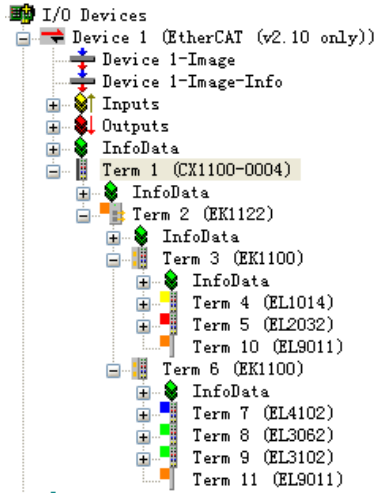 I/O Devices
Device 1 (EtherCAT (v2.10 only))
Device 1-Image
Device 1-Image-Info
Inputs
Outputs
InfoData
Term 1 (CX1100-0004)
InfoData
Term 2 (EK1122)
InfoData
Term 3 (EK1100)
InfoData
Term 4 (EL1014)
Term 5 (EL2032)
Term 10 (EL9011)
Term 6 (EK1100)
InfoData
Term 7 (EL4102)
Term 8 (EL3062)
Term 9 (EL3102)
Term 11 (EL9011)